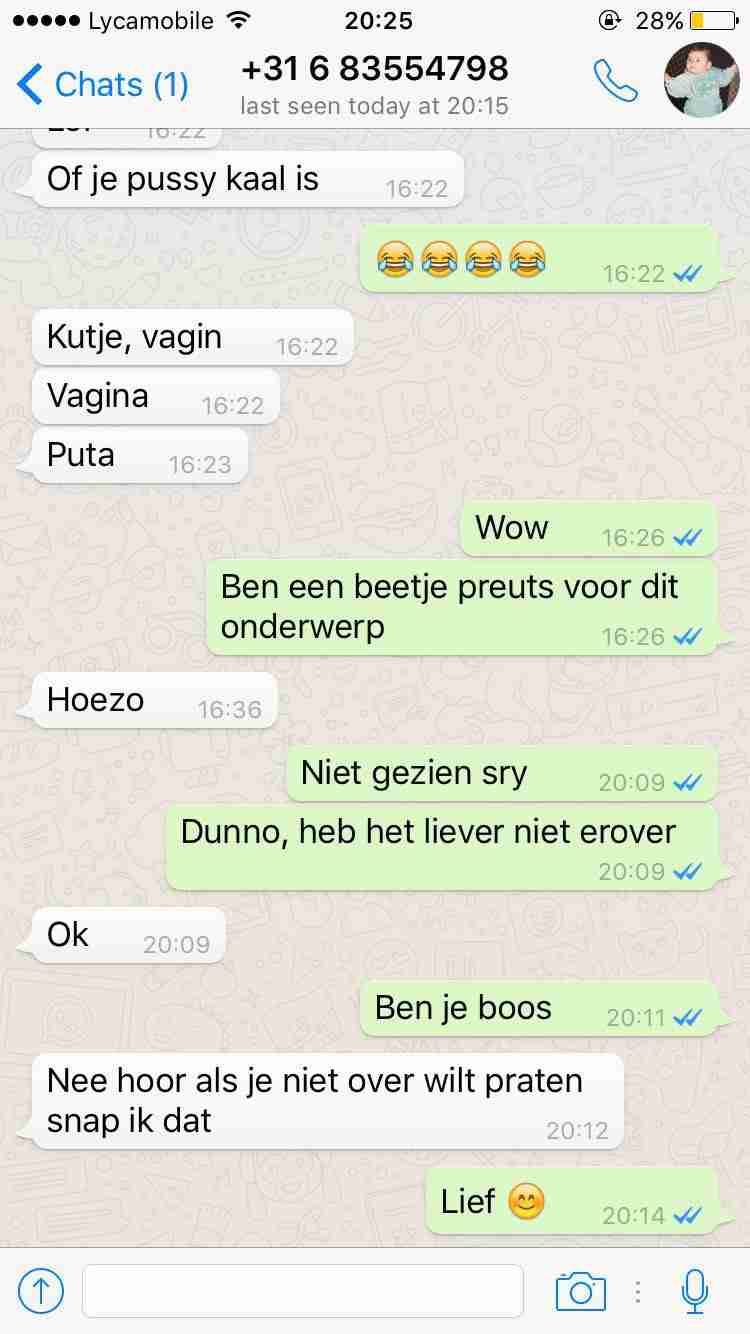 Lycamobile
20:25
28%
Chats (1)
+31 6 83554798
last seen today at 20:15
16:22
Of je pussy kaal is
16:22
😂😂😂😂
16:22
Kutje, vagin
16:22
Vagina
16:22
Puta
16:23
Wow
16:26
Ben een beetje preuts voor dit
onderwerp
16:26
Hoezo
16:36
Niet gezien sry
20:09
Dunno, heb het liever niet erover
20:09
Ok
20:09
Ben je boos
20:11
Nee hoor als je niet over wilt praten
snap ik dat
20:12
Lief 😊
20:14